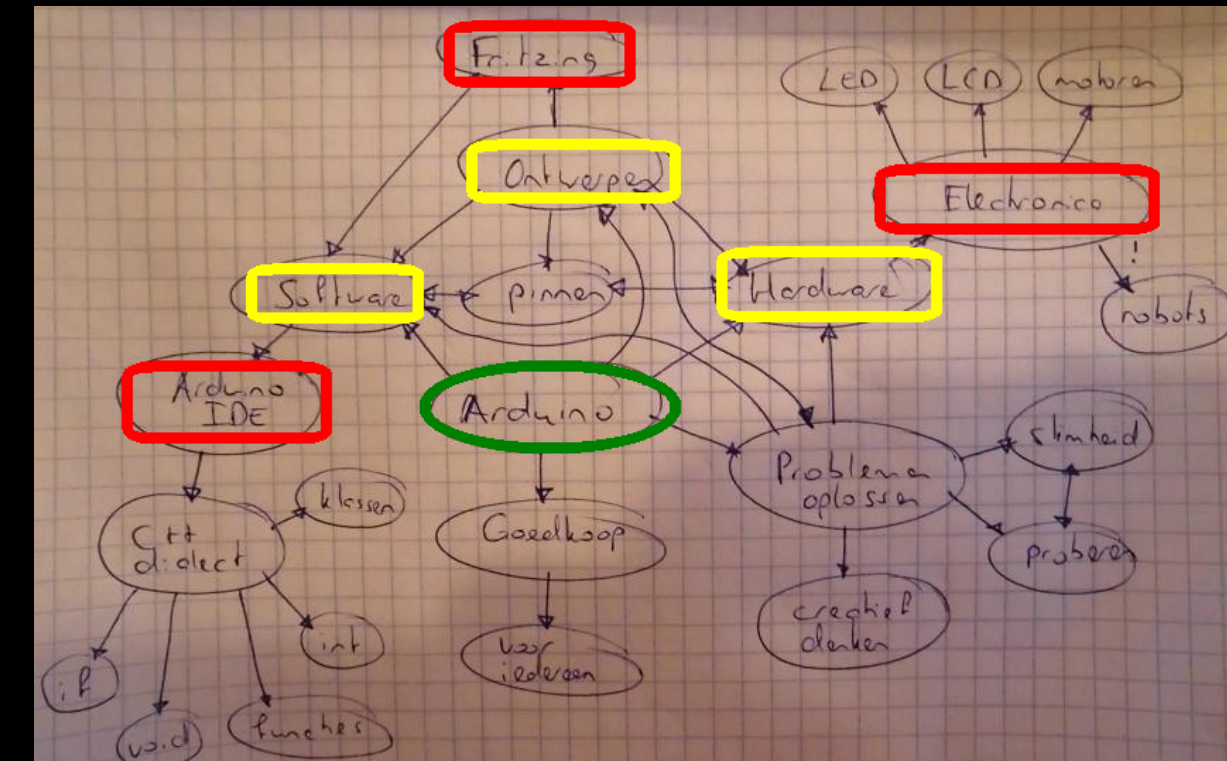 Fritzing
LED
LCD
motoren
Ontwerpen
Electronica
!
Software
pinnen
Hardware
robots
Arduino
IDE
Arduino
slimheid
Problemen
oplossen
klassen
C++
dialect
Goedkoop
proberen
creatief
denken
int
voor
iedereen
if
void
functies